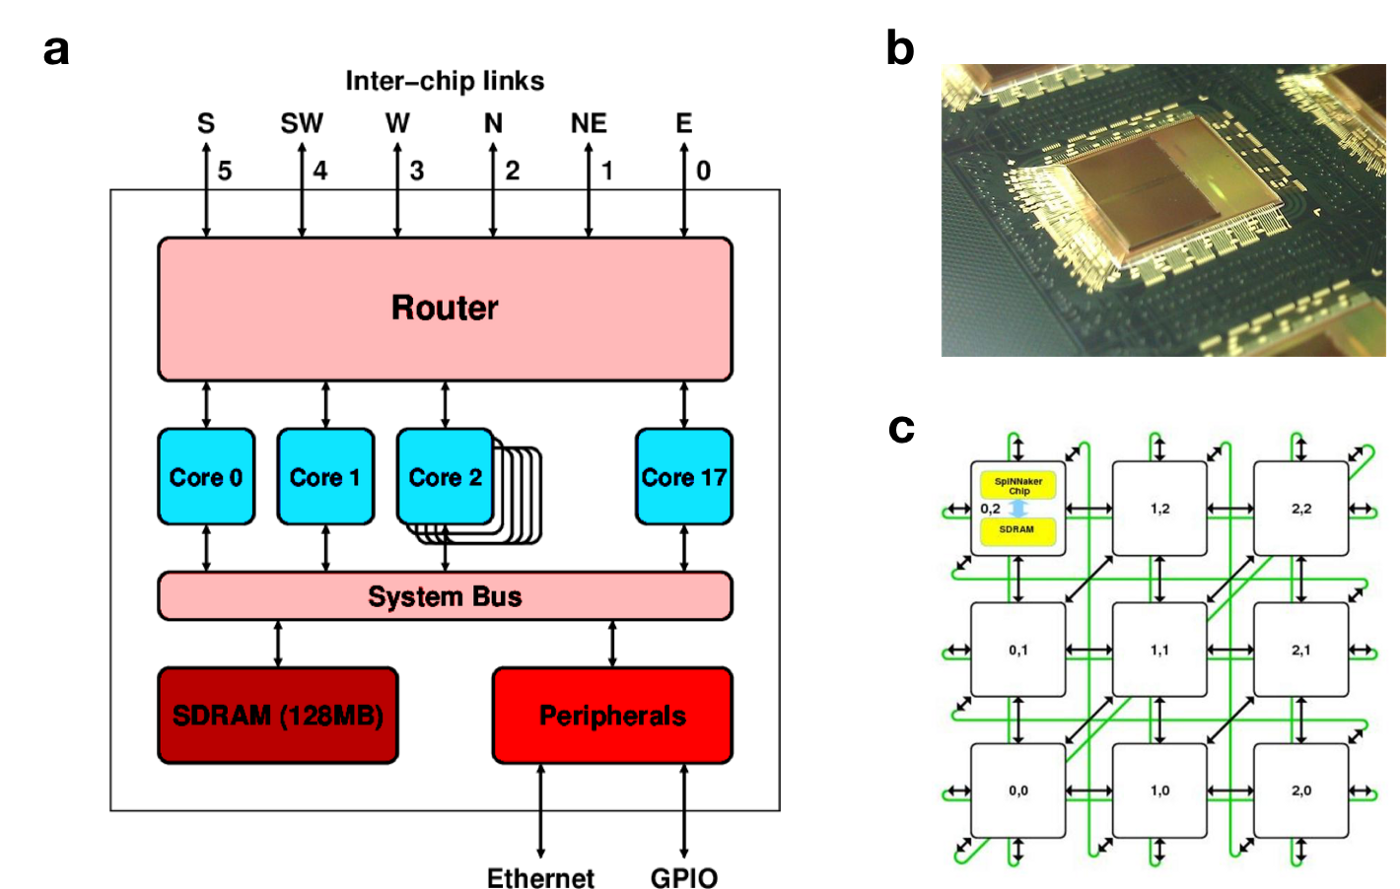 a
Inter–chip links
S SW W N NE E
5 4 3 2 1 0
Router
Core 0 Core 1 Core 2 Core 17
System Bus
SDRAM (128MB) Peripherals
Ethernet GPIO
b
c
SpiNNaker
Chip
0,2
SDRAM
1,2 2,2
0,1 1,1 2,1
0,0 1,0 2,0